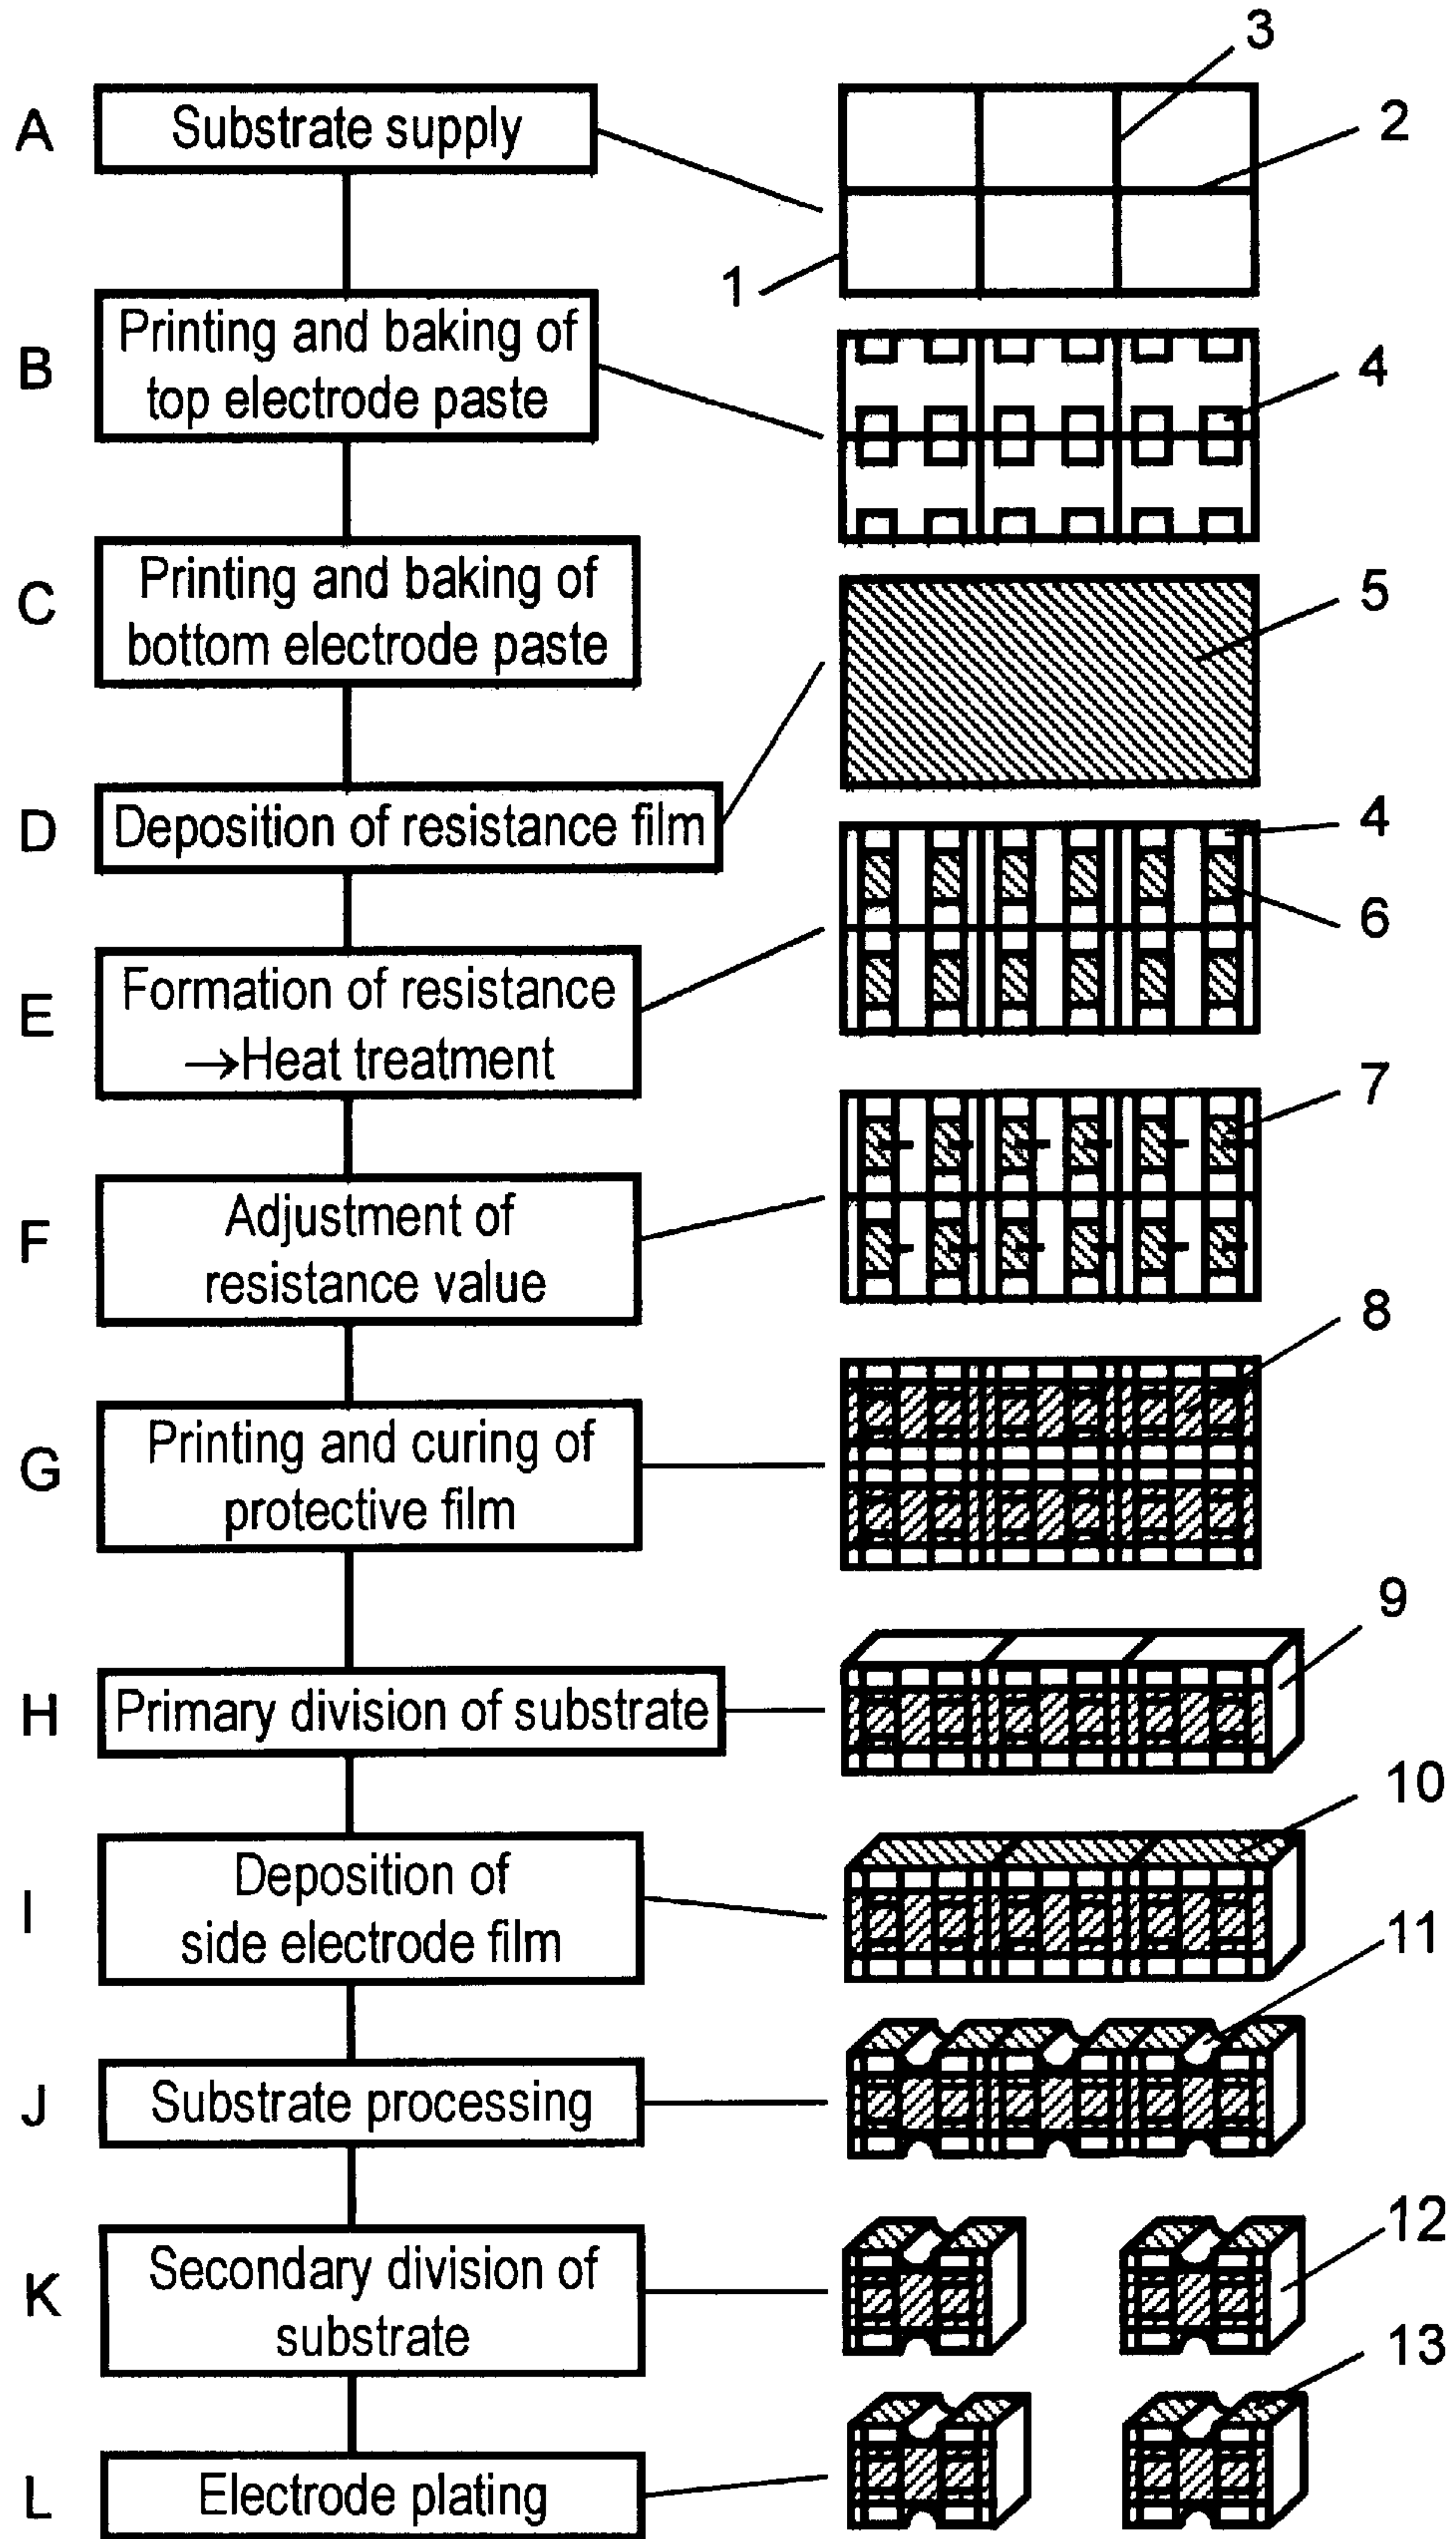 3
A
Substrate supply
2
1
B
Printing and baking of
top electrode paste
4
C
Printing and baking of
bottom electrode paste
5
D
Deposition of resistance film
4
6
E
Formation of resistance
→Heat treatment
7
F
Adjustment of
resistance value
8
G
Printing and curing of
protective film
9
H
Primary division of substrate
10
I
Deposition of
side electrode film
11
J
Substrate processing
12
K
Secondary division of
substrate
13
L
Electrode plating